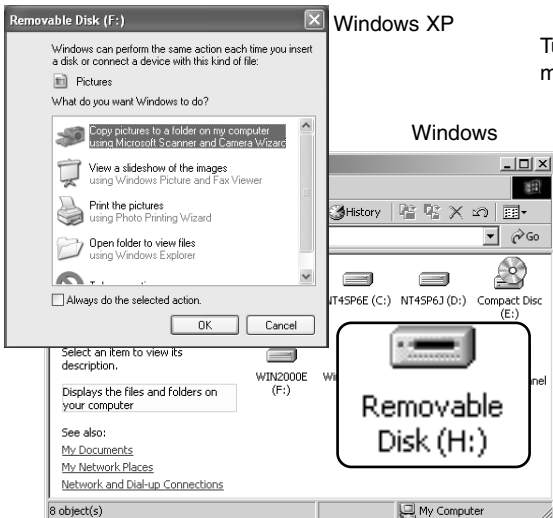 Removable Disk (F:)
Windows can perform the same action each time you insert
a disk or connect a device with this kind of file:
Pictures
What do you want Windows to do?
Copy pictures to a folder on my computer
using Microsoft Scanner and Camera Wizard
View a slideshow of the images
using Windows Picture and Fax Viewer
Print the pictures
using Photo Printing Wizard
Open folder to view files
using Windows Explorer
Always do the selected action.
OK Cancel
Windows XP
Windows
History
Go
NT4SP6E (C:) NT4SP6J (D:) Compact Disc
(E:)
Select an item to view its
description.
Displays the files and folders on
your computer
See also:
My Documents
My Network Places
Network and Dial-up Connections
WIN2000E
(F:)
Removable
Disk (H:)
8 object(s) My Computer